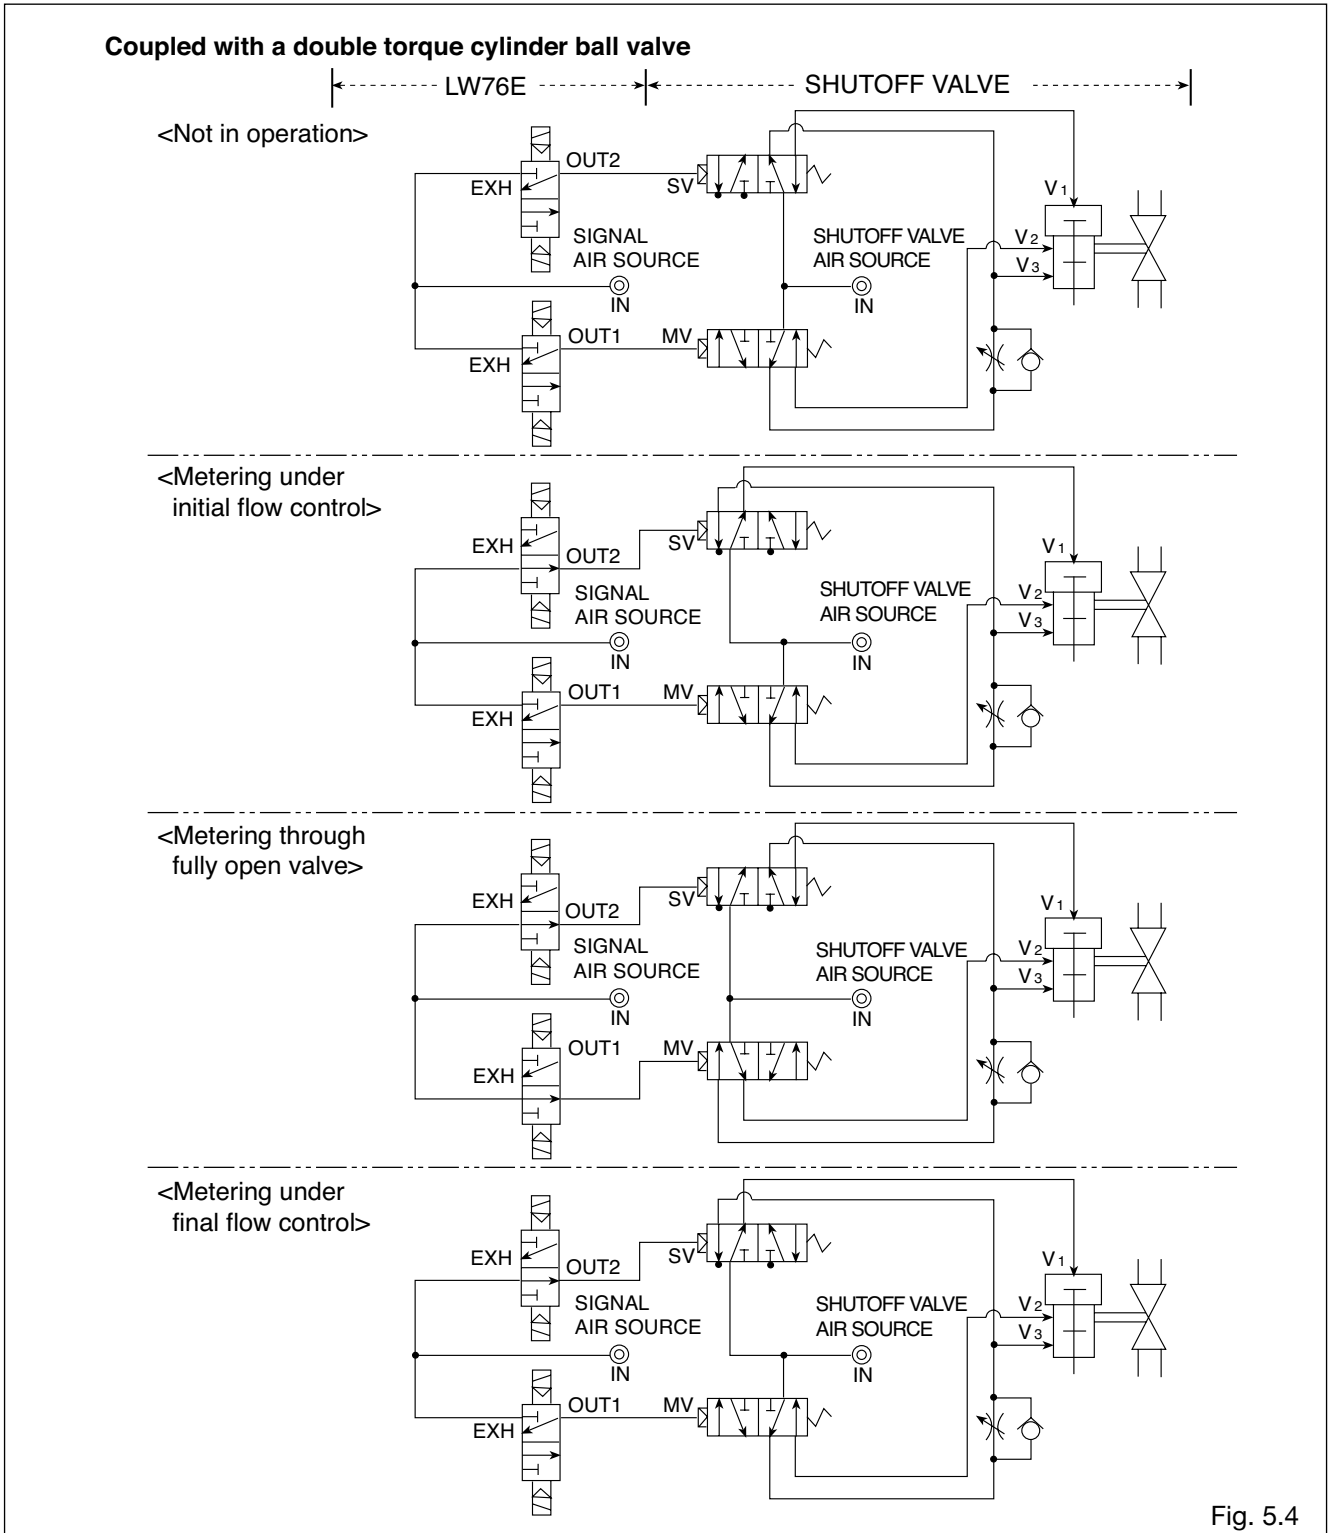 Coupled with a double torque cylinder ball valve
LW76E
SHUTOFF VALVE
<Not in operation>
OUT2
EXH
SV
V1
SIGNAL
AIR SOURCE
IN
SHUTOFF VALVE
AIR SOURCE
IN
V2
V3
OUT1
MV
EXH
<Metering under
initial flow control>
EXH
OUT2
SV
V1
SIGNAL
AIR SOURCE
IN
SHUTOFF VALVE
AIR SOURCE
IN
V2
V3
OUT1
MV
EXH
<Metering through
fully open valve>
EXH
OUT2
SV
V1
SIGNAL
AIR SOURCE
IN
SHUTOFF VALVE
AIR SOURCE
IN
V2
V3
OUT1
MV
EXH
<Metering under
final flow control>
EXH
OUT2
SV
V1
SIGNAL
AIR SOURCE
IN
SHUTOFF VALVE
AIR SOURCE
IN
V2
V3
OUT1
MV
EXH
Fig. 5.4